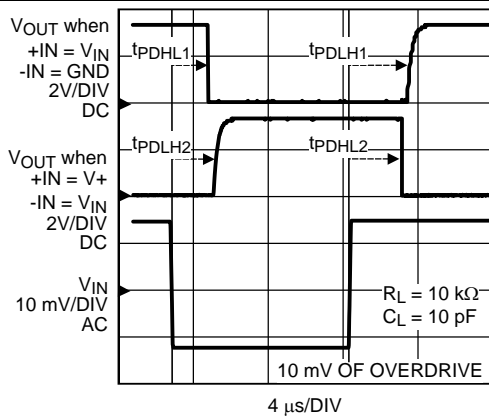 VOUT when
+IN = VIN
-IN = GND
2V/DIV
DC
tPDHL1
tPDLH1
VOUT when
+IN = V+
-IN = VIN
2V/DIV
DC
tPDLH2
tPDHL2
VIN
10 mV/DIV
AC
RL = 10 kΩ
CL = 10 pF
10 mV OF OVERDRIVE
4 µs/DIV